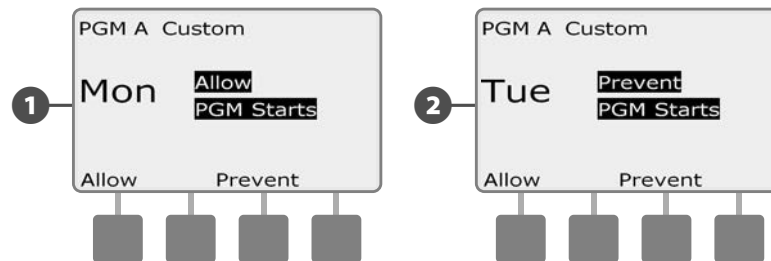 PGM A Custom
1
Mon
Allow
PGM Starts
Allow Prevent
PGM A Custom
2
Tue
Prevent
PGM Starts
Allow Prevent